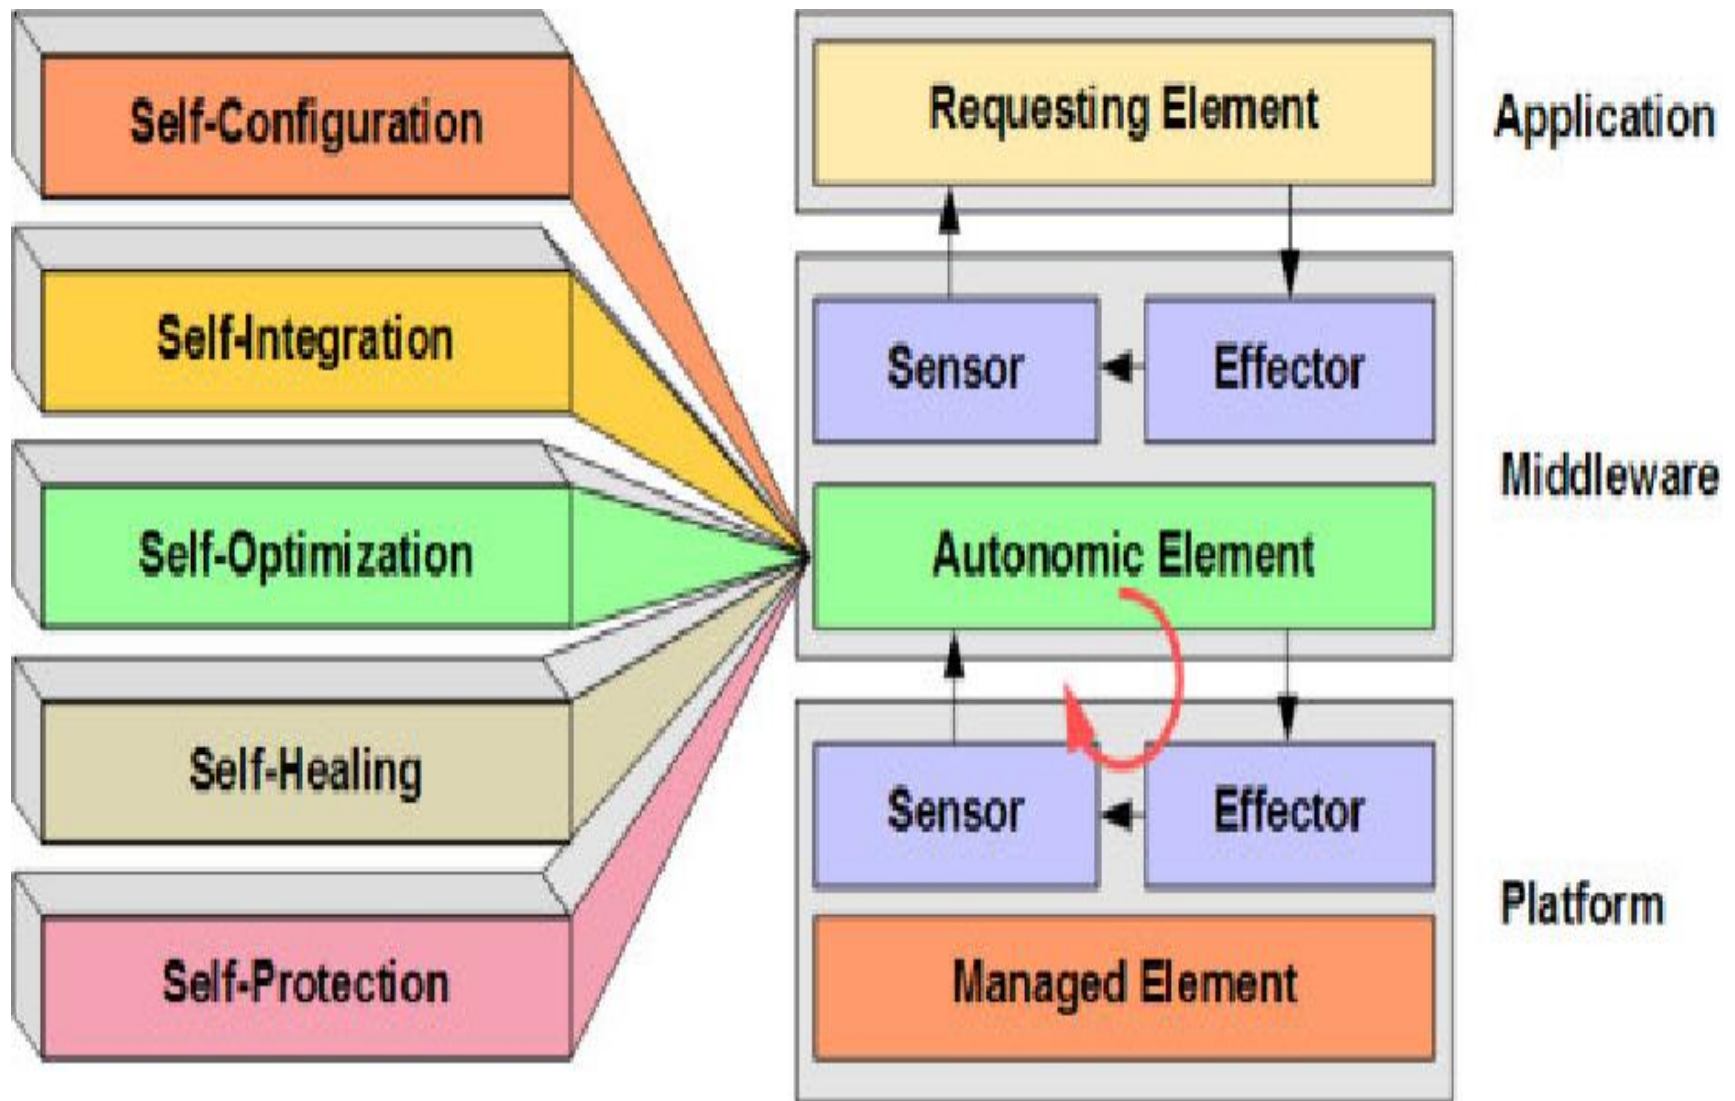 Self-Configuration
Self-Integration
Self-Optimization
Self-Healing
Self-Protection
Requesting Element
Application
Sensor
Effector
Middleware
Autonomic Element
Sensor
Effector
Platform
Managed Element